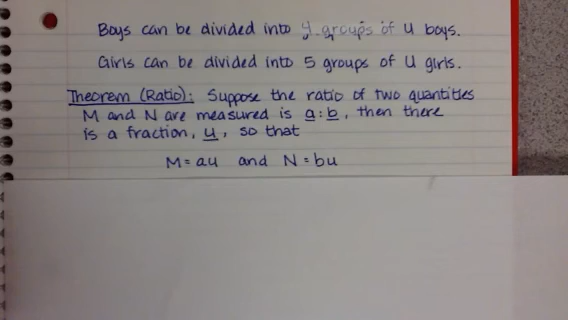 Boys can be divided into 4 groups of u boys.
Girls can be divided into 5 groups of u girls.
Theorem (Ratio): Suppose the ratio of two quantities
M and N are measured is a:b, then there
is a fraction, u, so that
M=au and N=bu